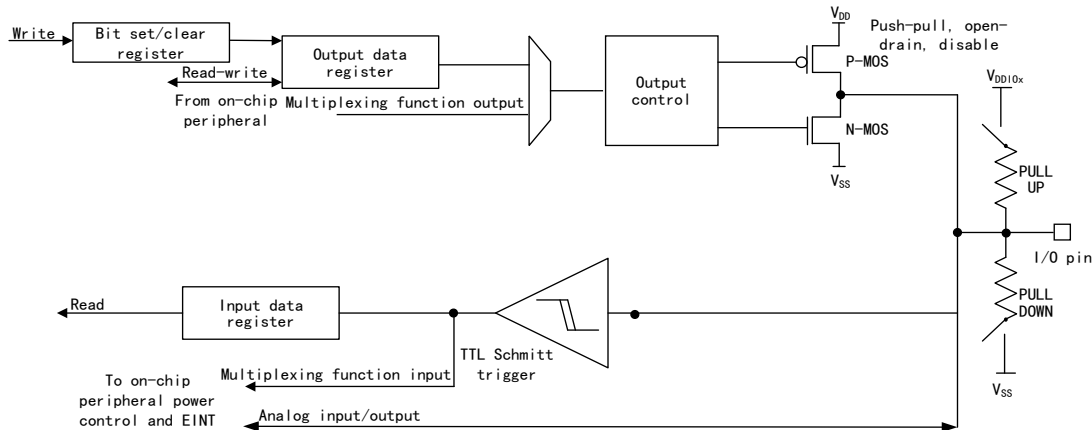 Write
Bit set/clear
register
Read-write
From on-chip
peripheral
Output data
register
Multiplexing function output
Output
control
VDD
Push-pull, open-
drain, disable
P-MOS
N-MOS
VSS
VDDIOx
PULL
UP
I/O pin
PULL
DOWN
VSS
Read
Input data
register
TTL Schmitt
trigger
Multiplexing function input
To on-chip
peripheral power
control and EINT
Analog input/output